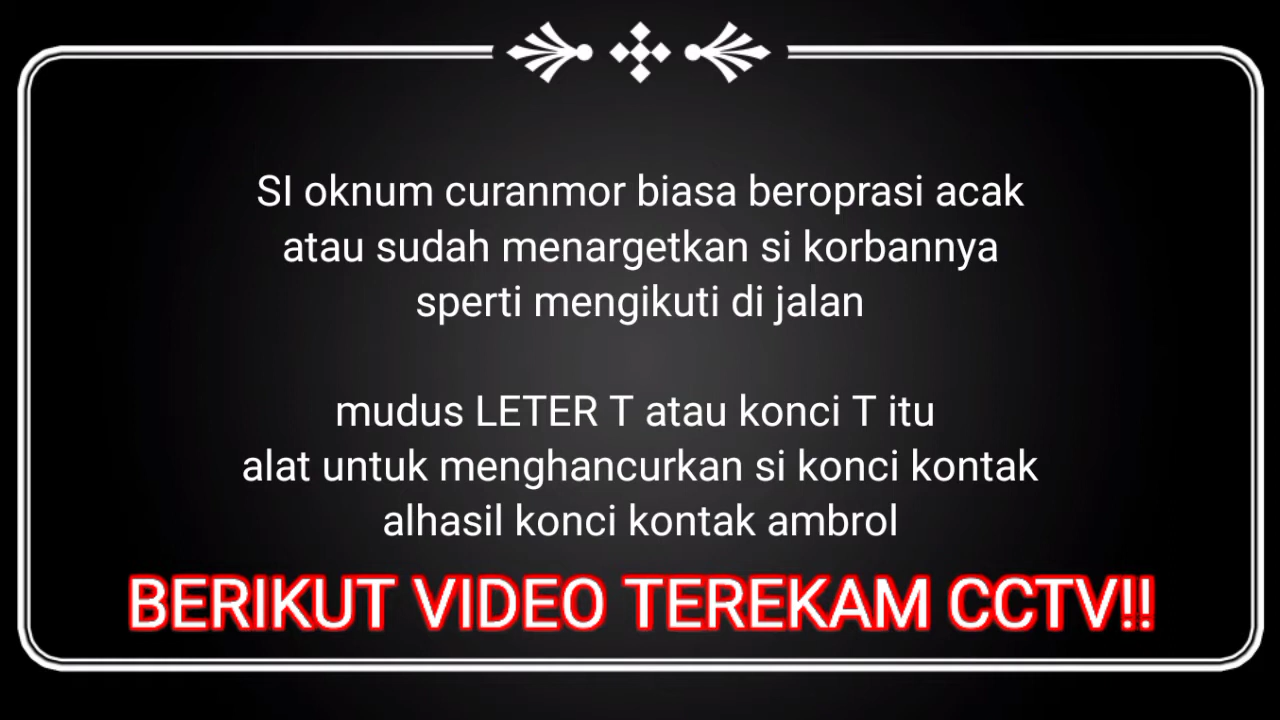 SI oknum curanmor biasa beroprasi acak
atau sudah menargetkan si korbannya
sperti mengikuti di jalan
mudus LETER T atau konci T itu
alat untuk menghancurkan si konci kontak
alhasil konci kontak ambrol
BERIKUT VIDEO TEREKAM CCTV!!